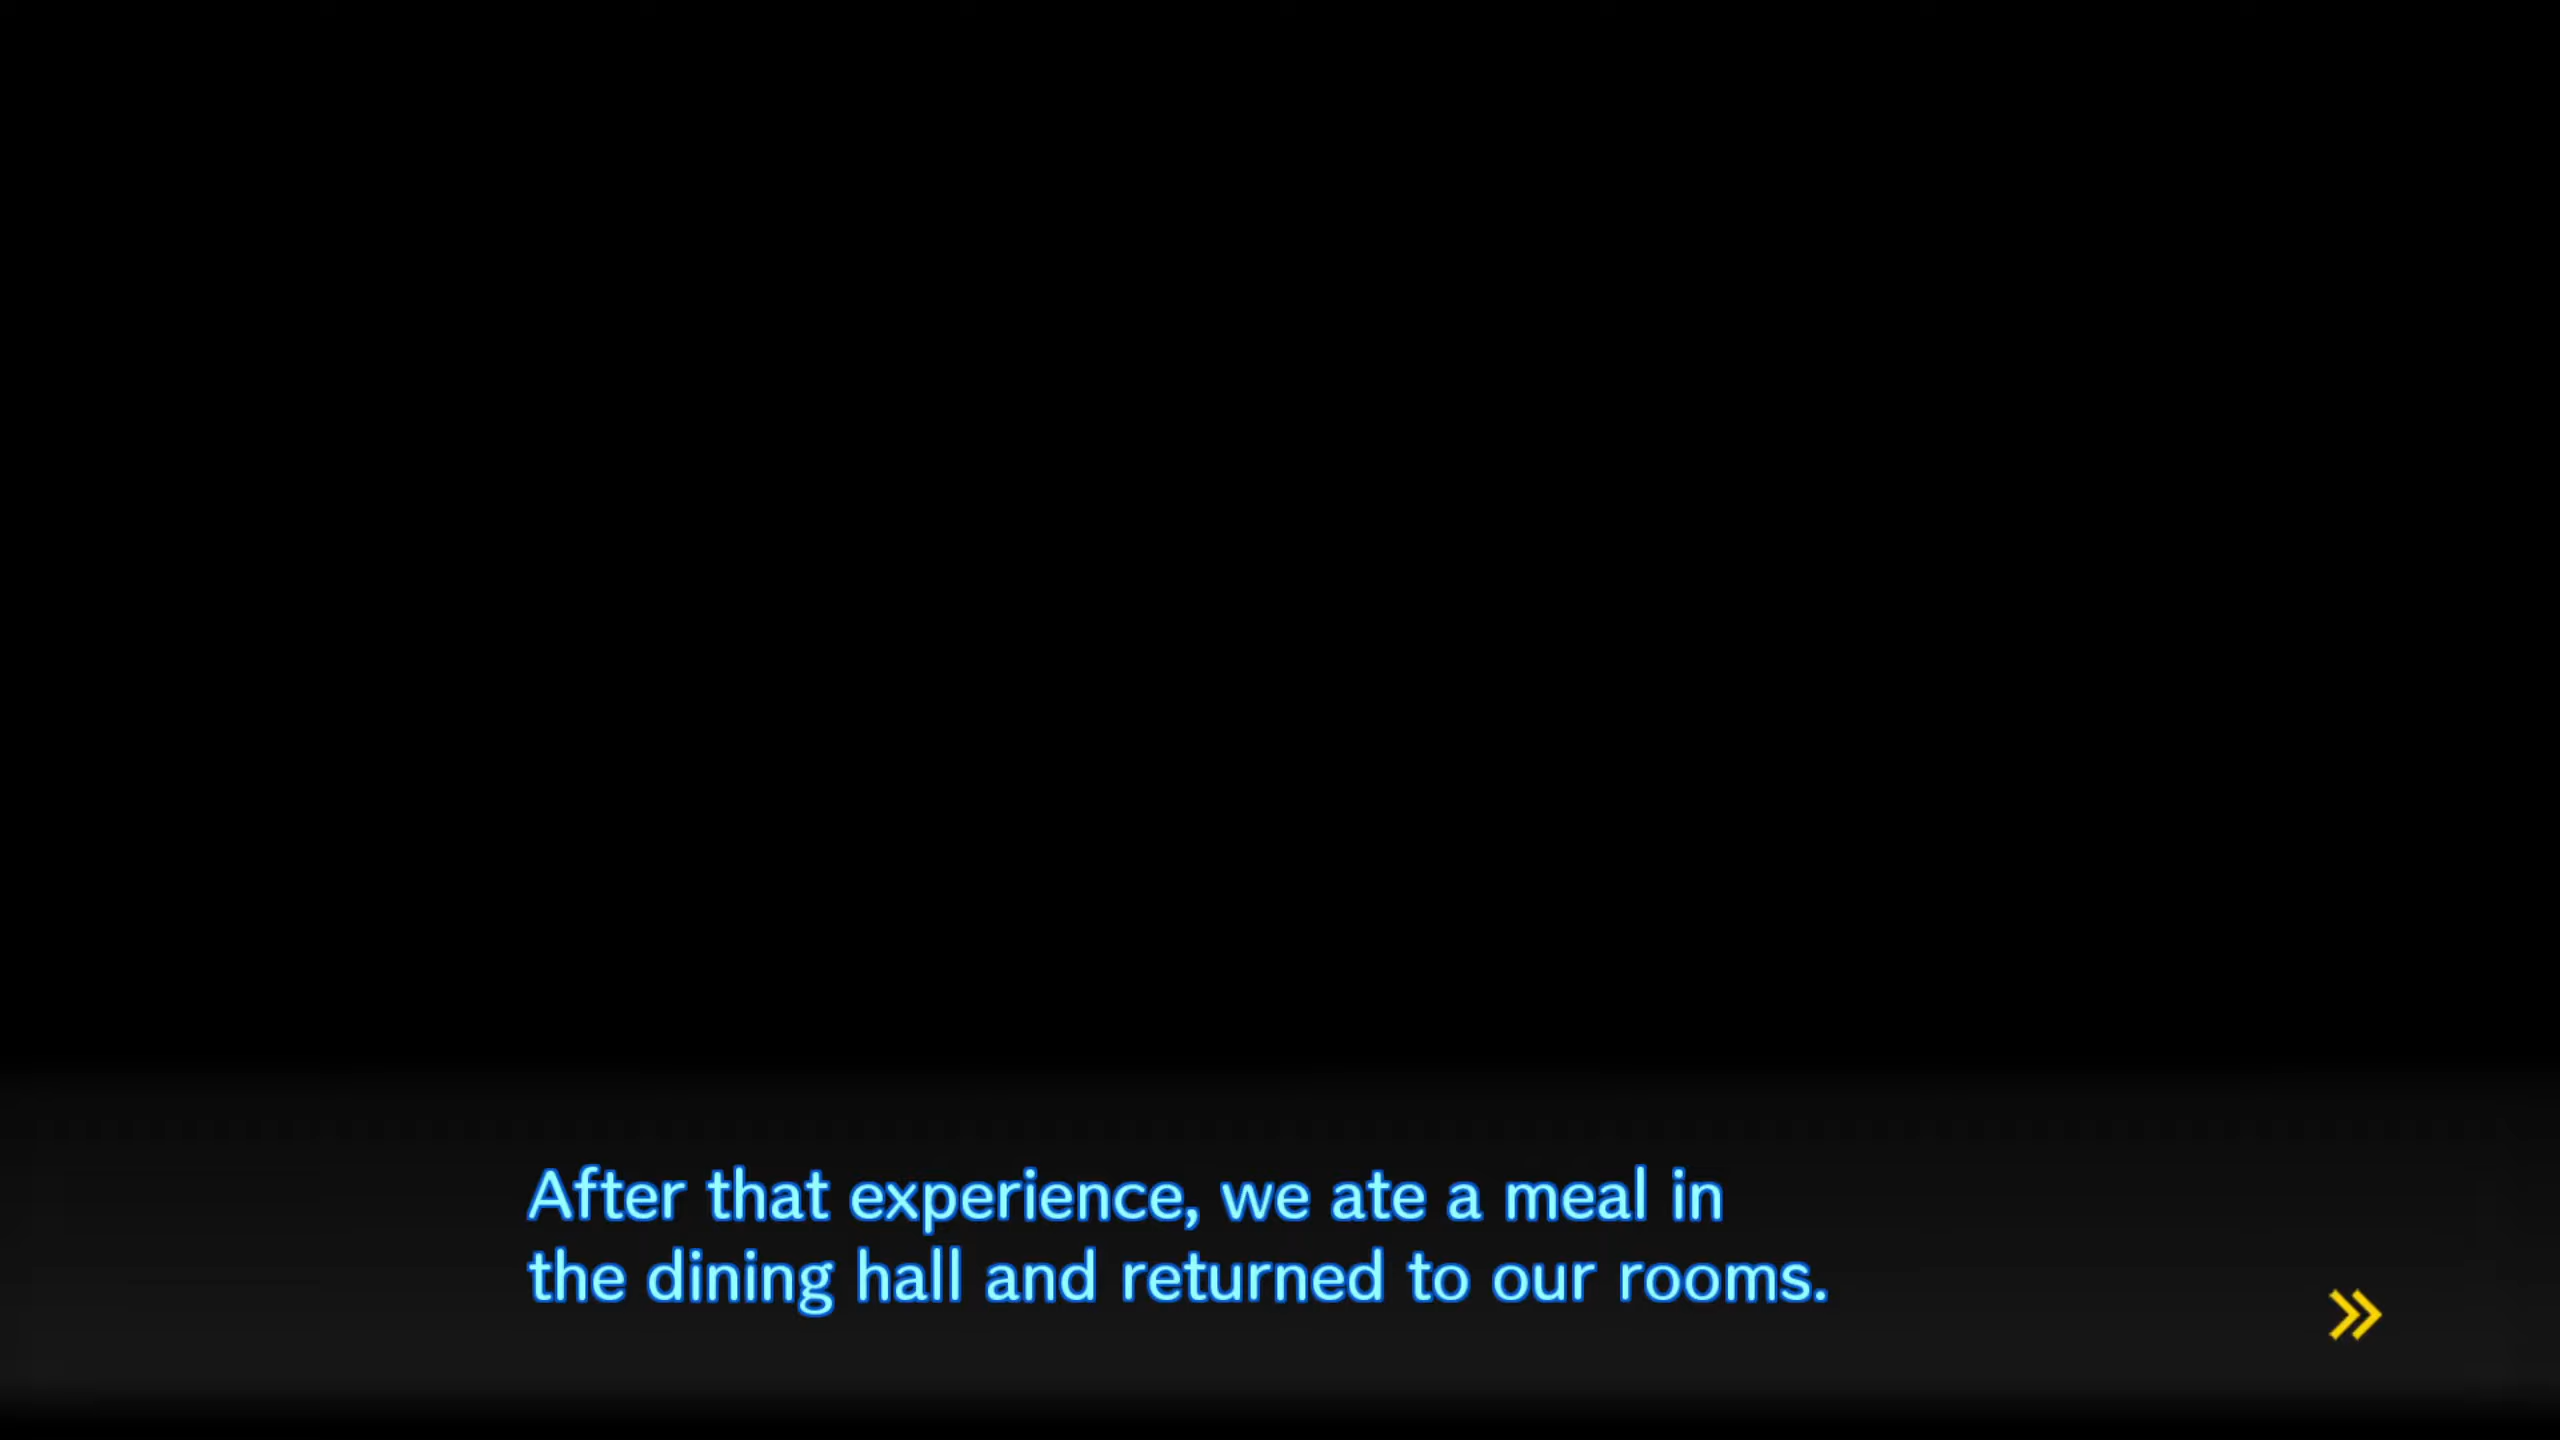 After that experience, we ate a meal in
the dining hall and returned to our rooms.